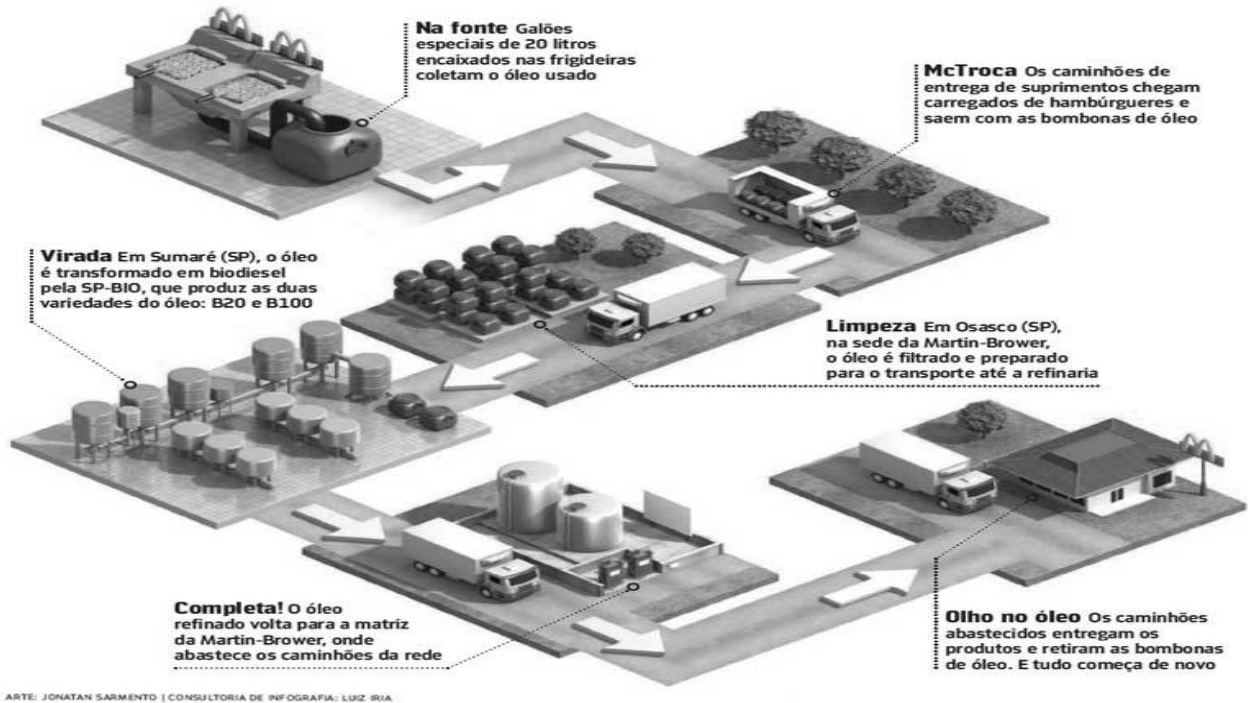 Na fonte Galões
especiais de 20 litros
encaixados nas frigideiras
coletam o óleo usado
McTroca Os caminhões de
entrega de suprimentos chegam
carregados de hambúrgueres e
saem com as bombonas de óleo
Limpeza Em Osasco (SP),
na sede da Martin-Brower,
o óleo é filtrado e preparado
para o transporte até a refinaria
Virada Em Sumaré (SP), o óleo
é transformado em biodiesel
pela SP-BIO, que produz as duas
variedades do óleo: B20 e B100
Completa! O óleo
refinado volta para a matriz
da Martin-Brower, onde
abastece os caminhões da rede
Olho no óleo Os caminhões
abastecidos entregam os
produtos e retiram as bombonas
de óleo. E tudo começa de novo
ARTE: JONATAN SARMENTO | CONSULTORIA DE INFOGRAFIA: LUIZ IRIA